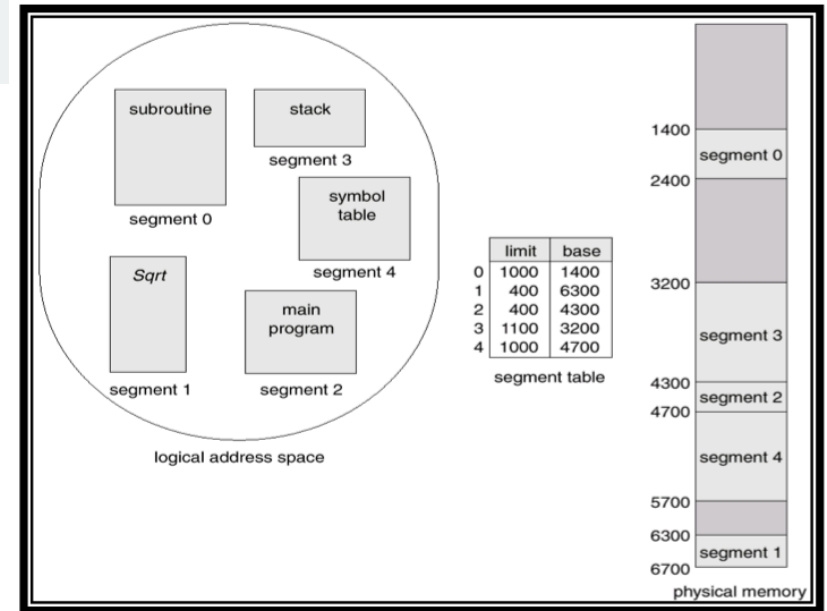 subroutine
segment 0
stack
segment 3
symbol
table
segment 4
Sqrt
segment 1
main
program
segment 2
logical address space
limit base
0 1000 1400
1 400 6300
2 400 4300
3 1100 3200
4 1000 4700
segment table
1400
segment 0
2400
3200
segment 3
4300
segment 2
4700
segment 4
5700
6300
segment 1
6700
physical memory